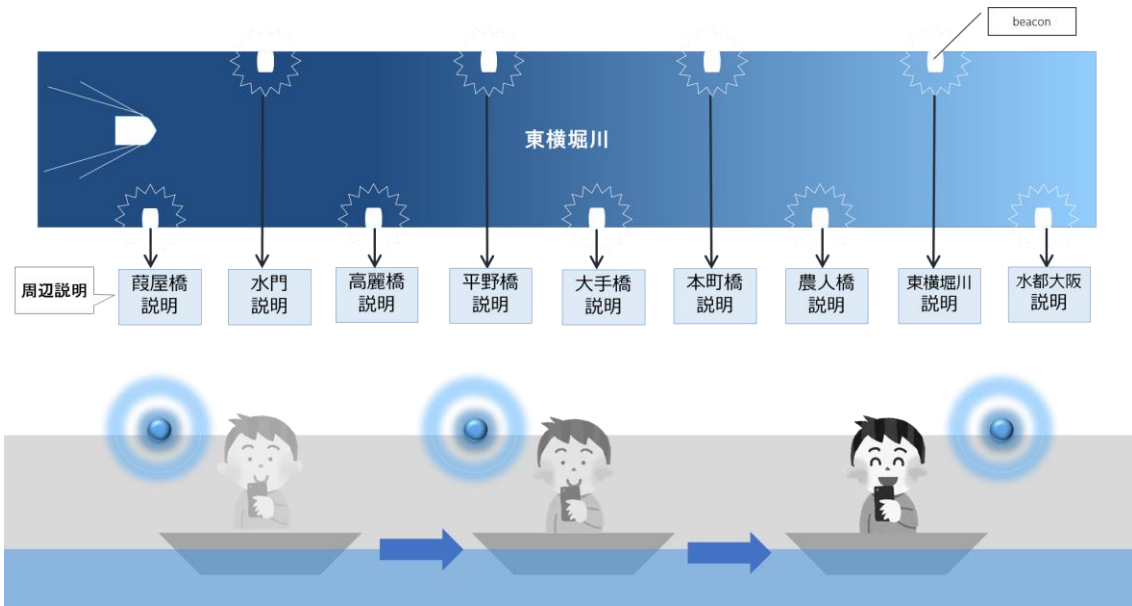 beacon
東横堀川
周辺説明
葭屋橋
説明
水門
説明
高麗橋
説明
平野橋
説明
大手橋
説明
本町橋
説明
農人橋
説明
東横堀川
説明
水都大阪
説明